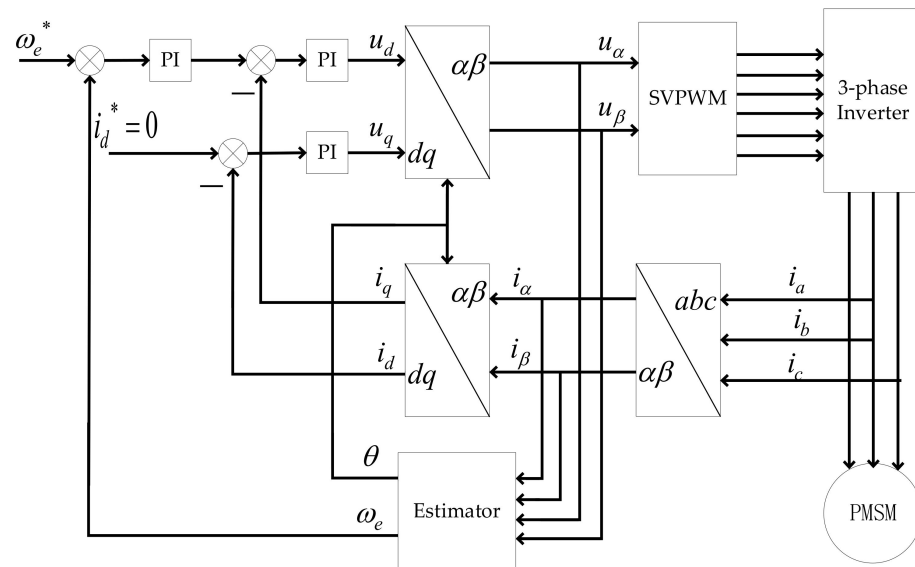 ω_e^*
PI
PI
u_d
αβ
dq
u_α
u_β
SVPWM
3-phase
Inverter
i_d^* = 0
PI
u_q
i_q
i_d
αβ
dq
i_α
i_β
abc
αβ
i_a
i_b
i_c
θ
ω_e
Estimator
PMSM